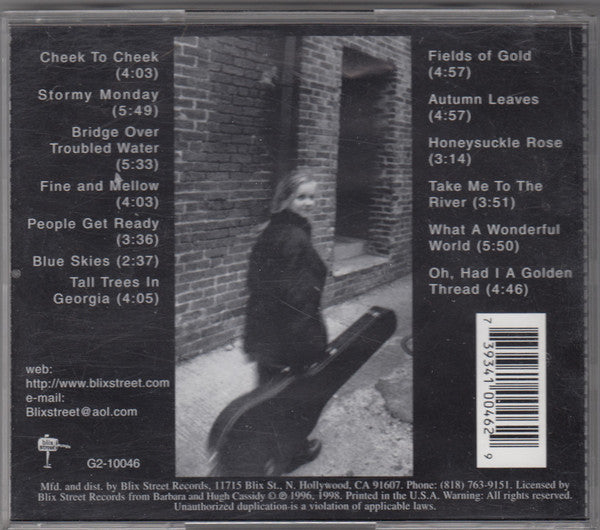 Cheek To Cheek
(4:03)
Stormy Monday
(5:49)
Bridge Over
Troubled Water
(5:33)
Fine and Mellow
(4:03)
People Get Ready
(3:36)
Blue Skies (2:37)
Tall Trees In
Georgia (4:05)
Fields of Gold
(4:57)
Autumn Leaves
(4:57)
Honeysuckle Rose
(3:14)
Take Me To The
River (3:51)
What A Wonderful
World (5:50)
Oh, Had I A Golden
Thread (4:46)
web:
http://www.blixstreet.com
e-mail:
Blixstreet@aol.com
blix
street
G2-10046
7 39341 00462 9
Mfd. and dist. by Blix Street Records, 11715 Blix St., N. Hollywood, CA 91607. Phone: (818) 763-9151. Licensed by
Blix Street Records from Barbara and Hugh Cassidy © ℗ 1996, 1998. Printed in the U.S.A. Warning: All rights reserved.
Unauthorized duplication is a violation of applicable laws.